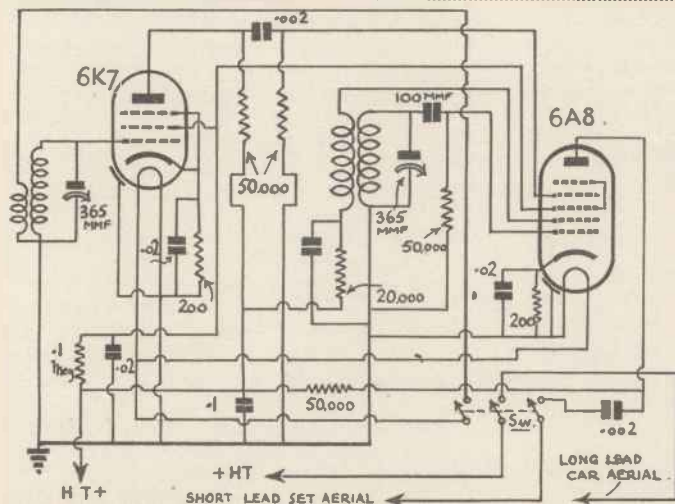 .002
6K7
6A8
100 MMF
50.000
365
MMF
365
MMF
50,000
.02
200
20,000
.02
200
.1
meg
.02
.1
50,000
Sw.
.002
+HT
LONG LEAD
CAR AERIAL
HT+
SHORT LEAD SET AERIAL